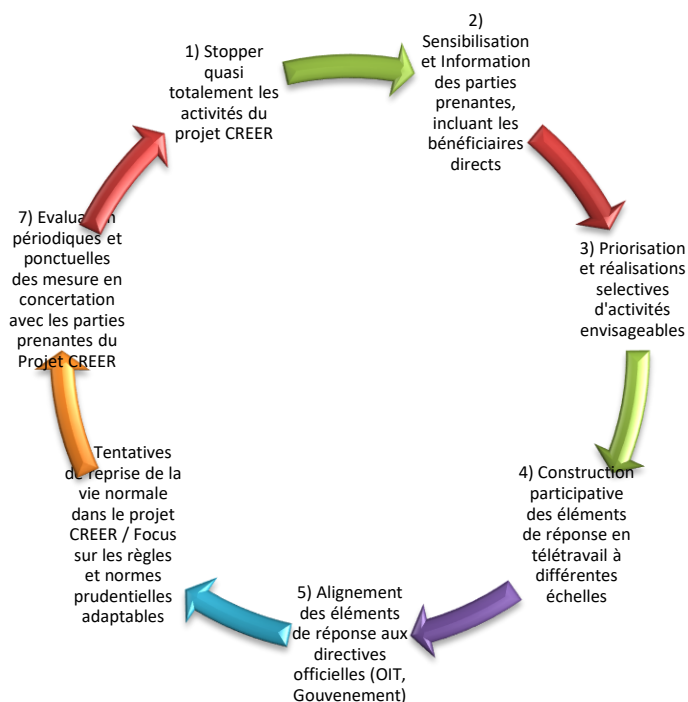 1) Stopper
quasi
totalement les
activités du
projet CREER
2)
Sensibilisation
et Information
des parties
prenantes,
incluant les
bénéficiaires
directs
3) Priorisation
et réalisations
selectives
d'activités
envisageables
4) Construction
participative
des éléments
de réponse en
télétravail à
différentes
échelles
5) Alignement
des éléments
de réponse aux
directives
officielles (OIT,
Gouvenement)
Tentatives
de reprise de la
vie normale
dans le projet
CREER / Focus
sur les règles
et normes
prudentielles
adaptables
7) Evaluation
périodiques et
ponctuelles
des mesure en
concertation
avec les parties
prenantes du
Projet CREER